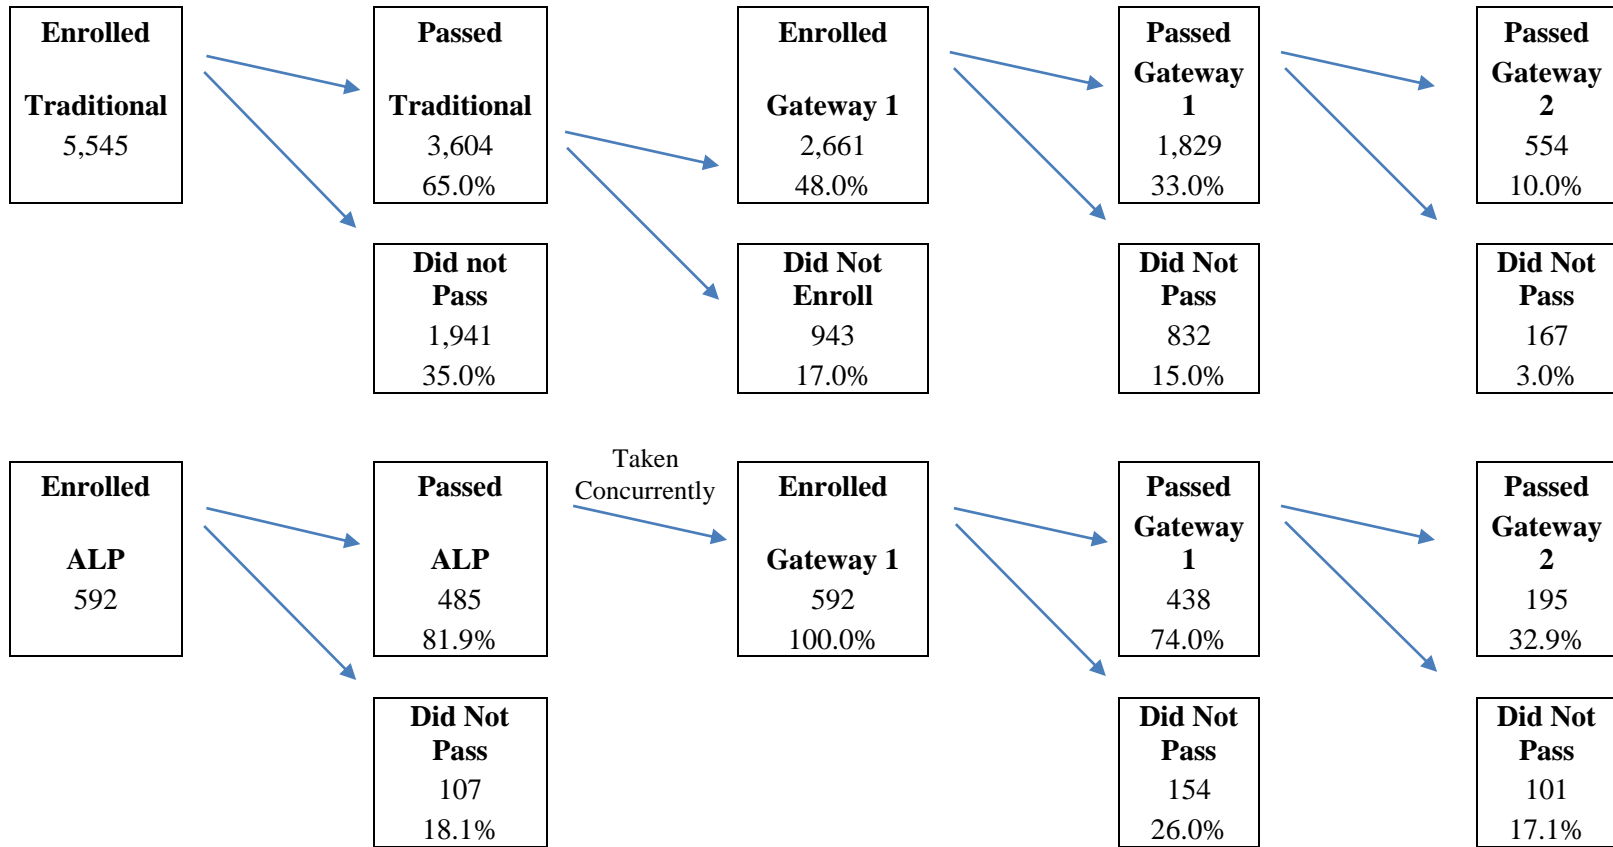 Enrolled
Traditional
5,545
Passed
Traditional
3,604
65.0%
Enrolled
Gateway 1
2,661
48.0%
Passed
Gateway
1
1,829
33.0%
Passed
Gateway
2
554
10.0%
Did not
Pass
1,941
35.0%
Did Not
Enroll
943
17.0%
Did Not
Pass
832
15.0%
Did Not
Pass
167
3.0%
Enrolled
ALP
592
Passed
ALP
485
81.9%
Taken
Concurrently
Enrolled
Gateway 1
592
100.0%
Passed
Gateway
1
438
74.0%
Passed
Gateway
2
195
32.9%
Did Not
Pass
107
18.1%
Did Not
Pass
154
26.0%
Did Not
Pass
101
17.1%